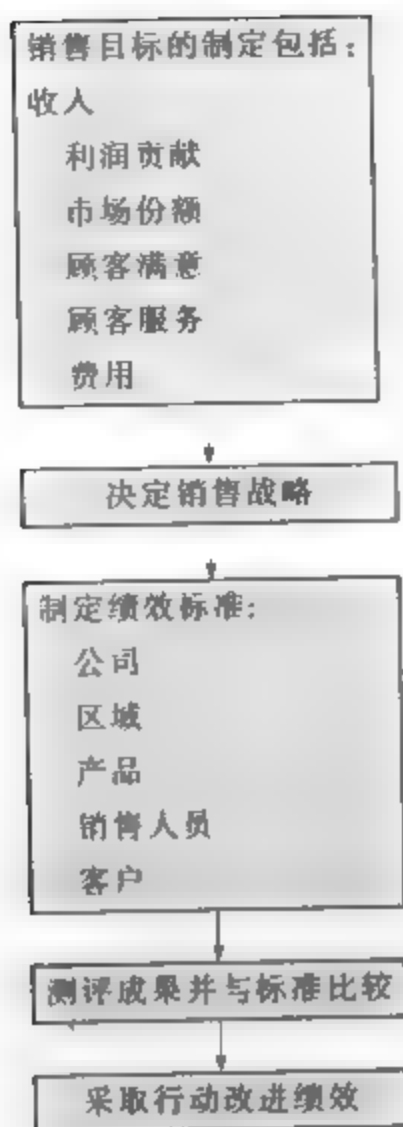 销售目标的制定包括：
收入
利润贡献
市场份额
顾客满意
顾客服务
费用
决定销售战略
制定绩效标准：
公司
区域
产品
销售人员
客户
测评成果并与标准比较
采取行动改进绩效